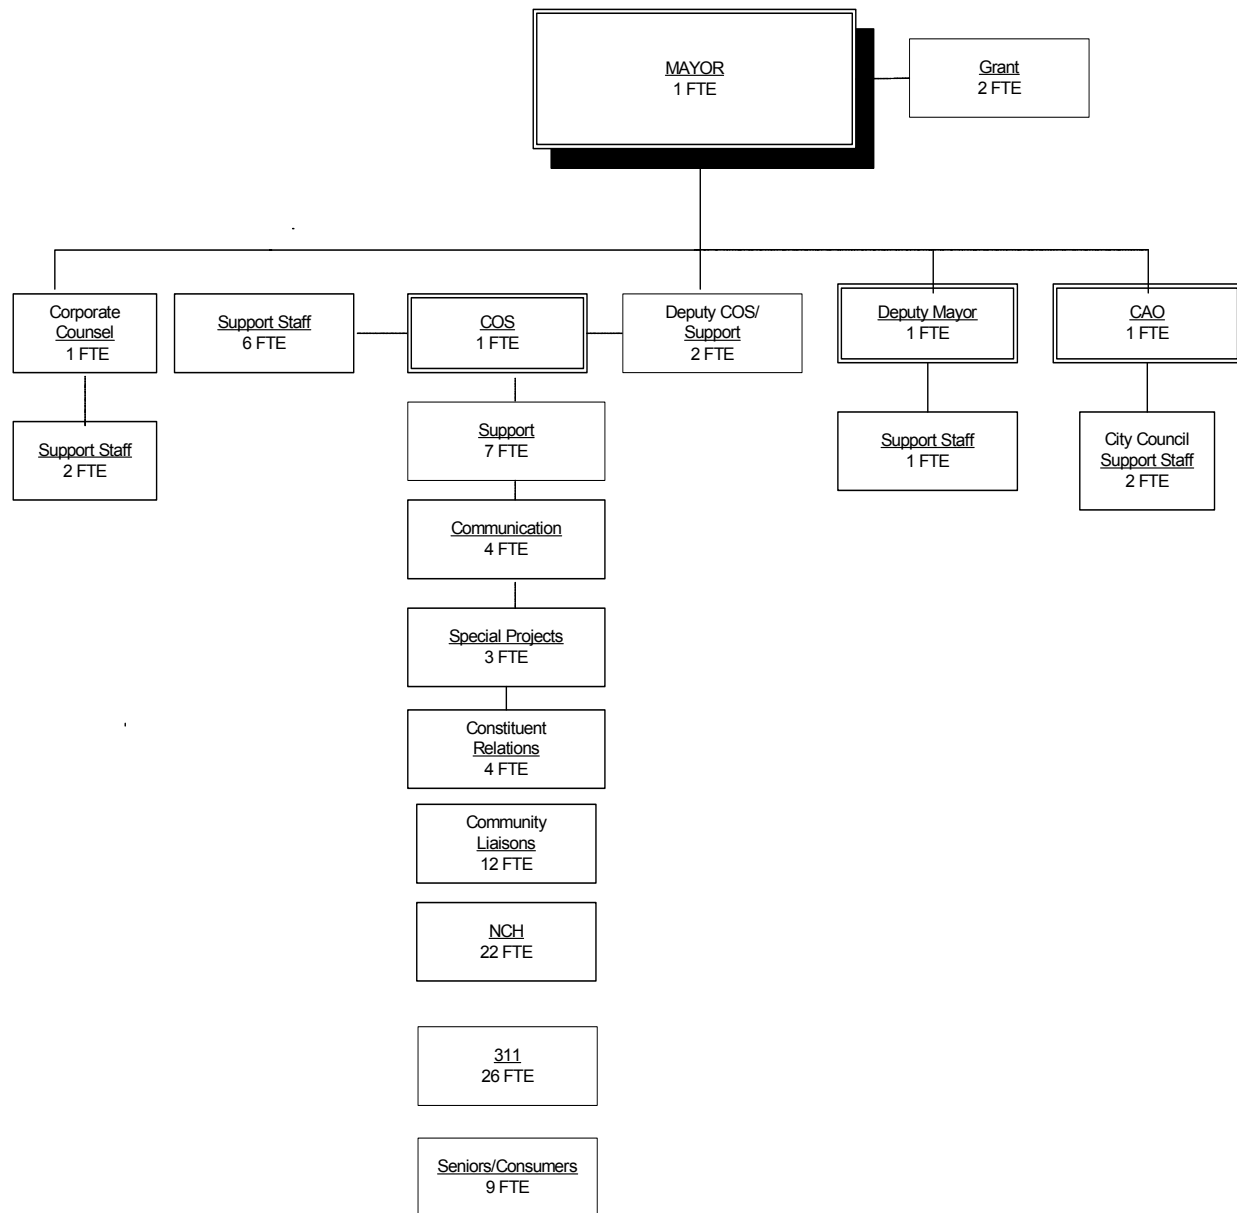 MAYOR
1 FTE
Grant
2 FTE
Corporate
Counsel
1 FTE
Support Staff
6 FTE
COS
1 FTE
Deputy COS/
Support
2 FTE
Deputy Mayor
1 FTE
CAO
1 FTE
Support Staff
2 FTE
Support
7 FTE
Support Staff
1 FTE
City Council
Support Staff
2 FTE
Communication
4 FTE
Special Projects
3 FTE
Constituent
Relations
4 FTE
Community
Liaisons
12 FTE
NCH
22 FTE
311
26 FTE
Seniors/Consumers
9 FTE